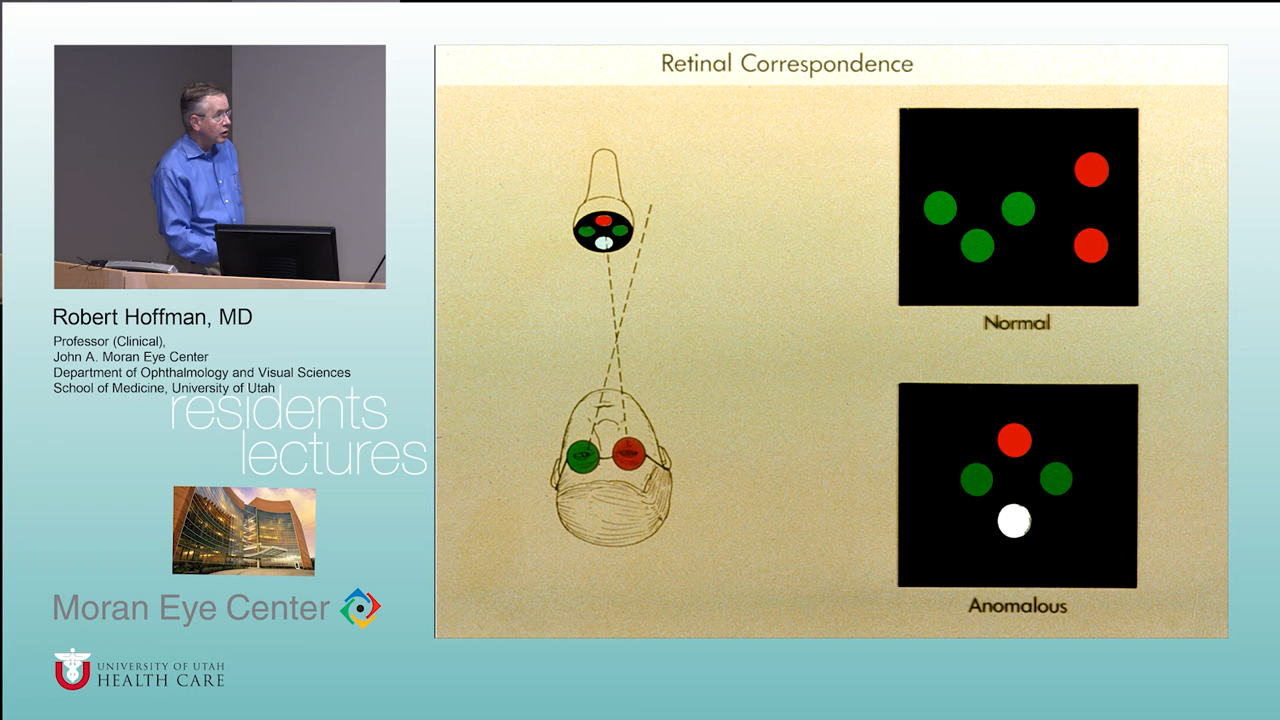 Retinal Correspondence
Normal
Anomalous
Robert Hoffman, MD
Professor (Clinical),
John A. Moran Eye Center
Department of Ophthalmology and Visual Sciences
School of Medicine, University of Utah
residents
lectures
Moran Eye Center
UNIVERSITY OF UTAH
HEALTH CARE